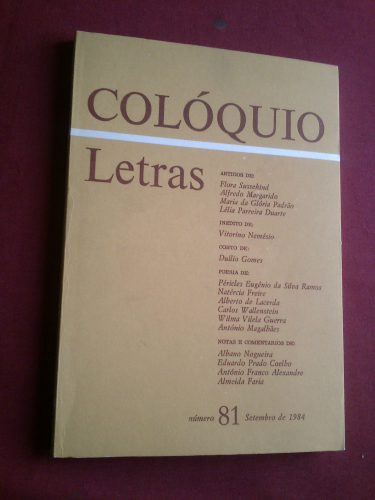 COLÓQUIO
Letras
ARTIGOS DE:
Flora Sussekind
Alfredo Margarido
Maria da Glória Padrão
Lélia Parreira Duarte
INÉDITO DE:
Vitorino Nemésio
CONTO DE:
Duílio Gomes
POESIA DE:
Péricles Eugênio da Silva Ramos
Natércia Freire
Alberto de Lacerda
Carlos Wallenstein
Wilma Vilela Guerra
António Magalhães
NOTAS E COMENTÁRIOS DE:
Albano Nogueira
Eduardo Prado Coelho
António Franco Alexandre
Almeida Faria
número 81 Setembro de 1984